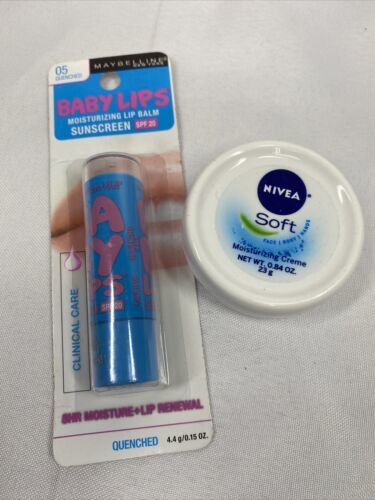 05
QUENCHED
MAYBELLINE
NEW YORK
BABY LIPS
MOISTURIZING LIP BALM
SUNSCREEN SPF 20
CLINICAL CARE
SPF 20
8HR MOISTURE+LIP RENEWAL
QUENCHED 4.4 g/0.15 OZ.
NIVEA
Soft
FACE | BODY | HANDS
Moisturizing Creme
NET WT. 0.84 OZ.
23 g